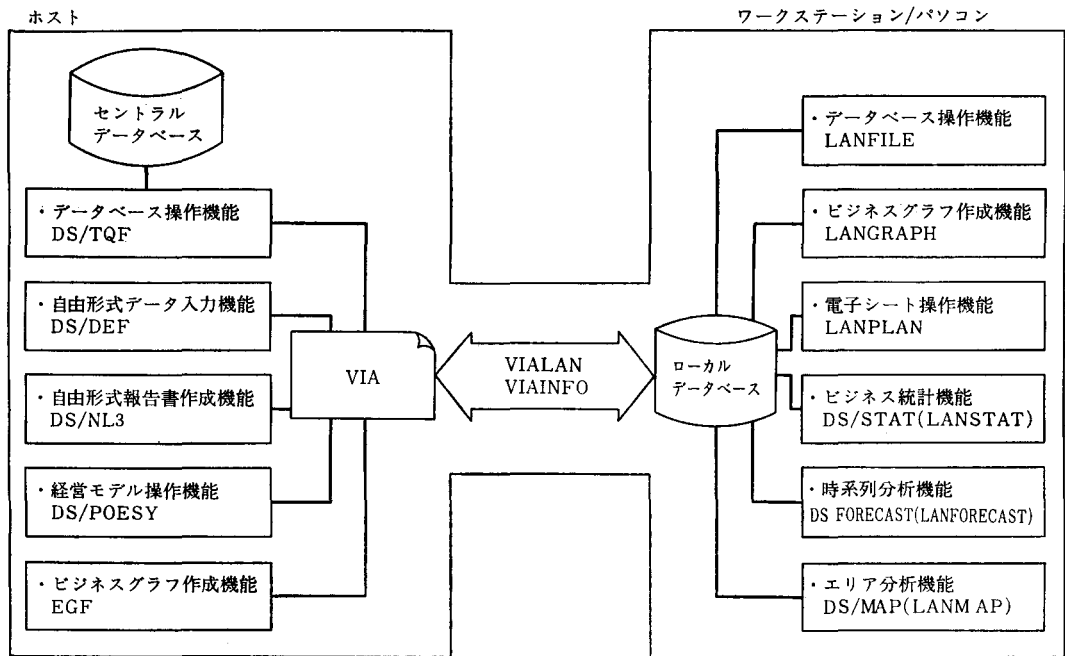 ホスト
セントラル
データベース
・データベース操作機能
DS/TQF
・自由形式データ入力機能
DS/DEF
・自由形式報告書作成機能
DS/NL3
・経営モデル操作機能
DS/POESY
・ビジネスグラフ作成機能
EGF
VIA
VIALAN
VIAINFO
ワークステーション/パソコン
ローカル
データベース
・データベース操作機能
LANFILE
・ビジネスグラフ作成機能
LANGRAPH
・電子シート操作機能
LANPLAN
・ビジネス統計機能
DS/STAT(LANSTAT)
・時系列分析機能
DS FORECAST(LANFORECAST)
・エリア分析機能
DS/MAP(LANM AP)